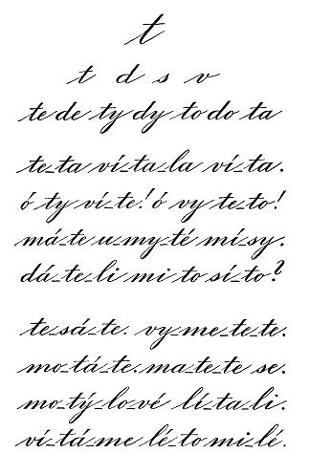 t
t d s v
te de ty dy to do ta
te-ta ví-ta-la ví-ta.
ó ty ví-te! ó vy te-to!
má-te u-my-té mí-sy.
dá-te-li mi to sí-to?
te-sá-te. vy-me-te-te.
mo-tá-te. ma-te-te se.
mo-tý-lo-vé lí-ta-li.
ví-tá-me lé-to mi-lé.